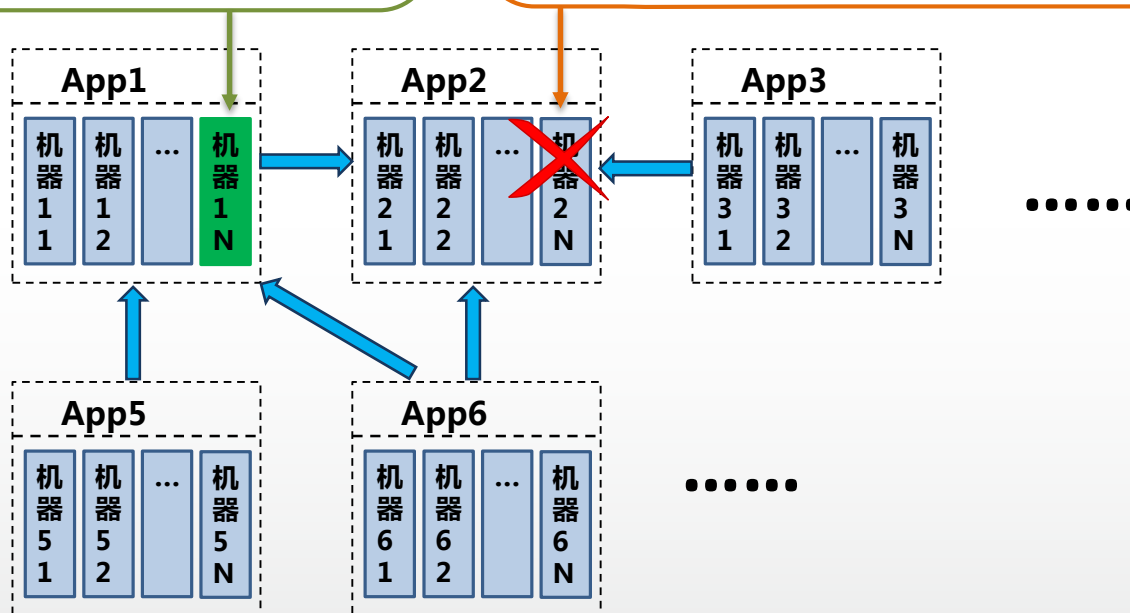 App1
App2
App3
机器11
机器12
...
机器1N
机器21
机器22
...
机器2N
机器31
机器32
...
机器3N
......
App5
App6
机器51
机器52
...
机器5N
机器61
机器62
...
机器6N
......